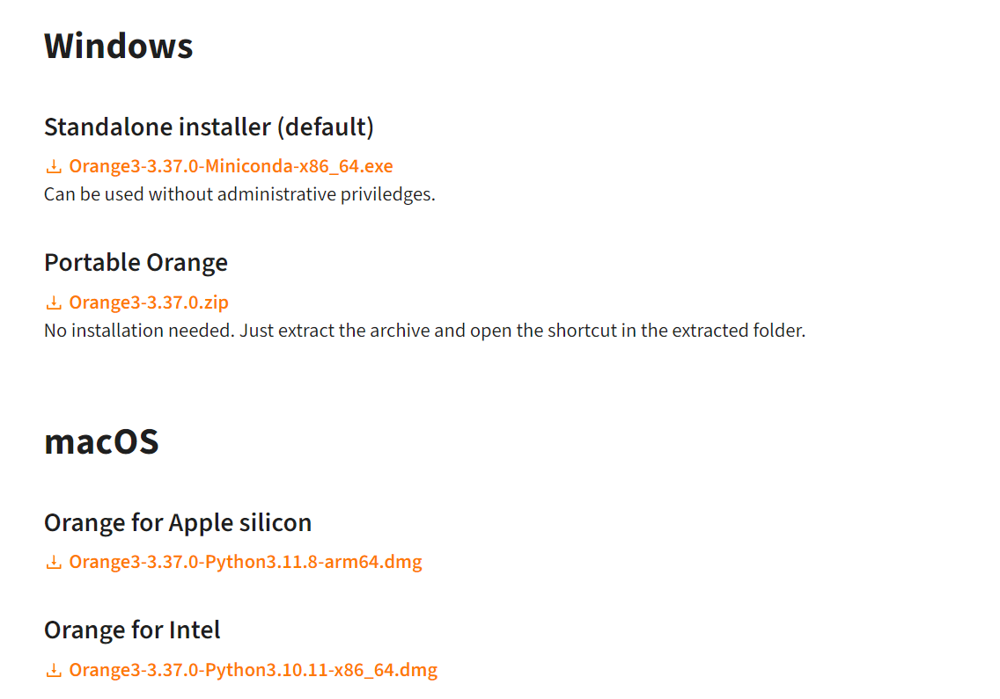 Windows
Standalone installer (default)
Orange3-3.37.0-Miniconda-x86_64.exe
Can be used without administrative priviledges.
Portable Orange
Orange3-3.37.0.zip
No installation needed. Just extract the archive and open the shortcut in the extracted folder.
macOS
Orange for Apple silicon
Orange3-3.37.0-Python3.11.8-arm64.dmg
Orange for Intel
Orange3-3.37.0-Python3.10.11-x86_64.dmg